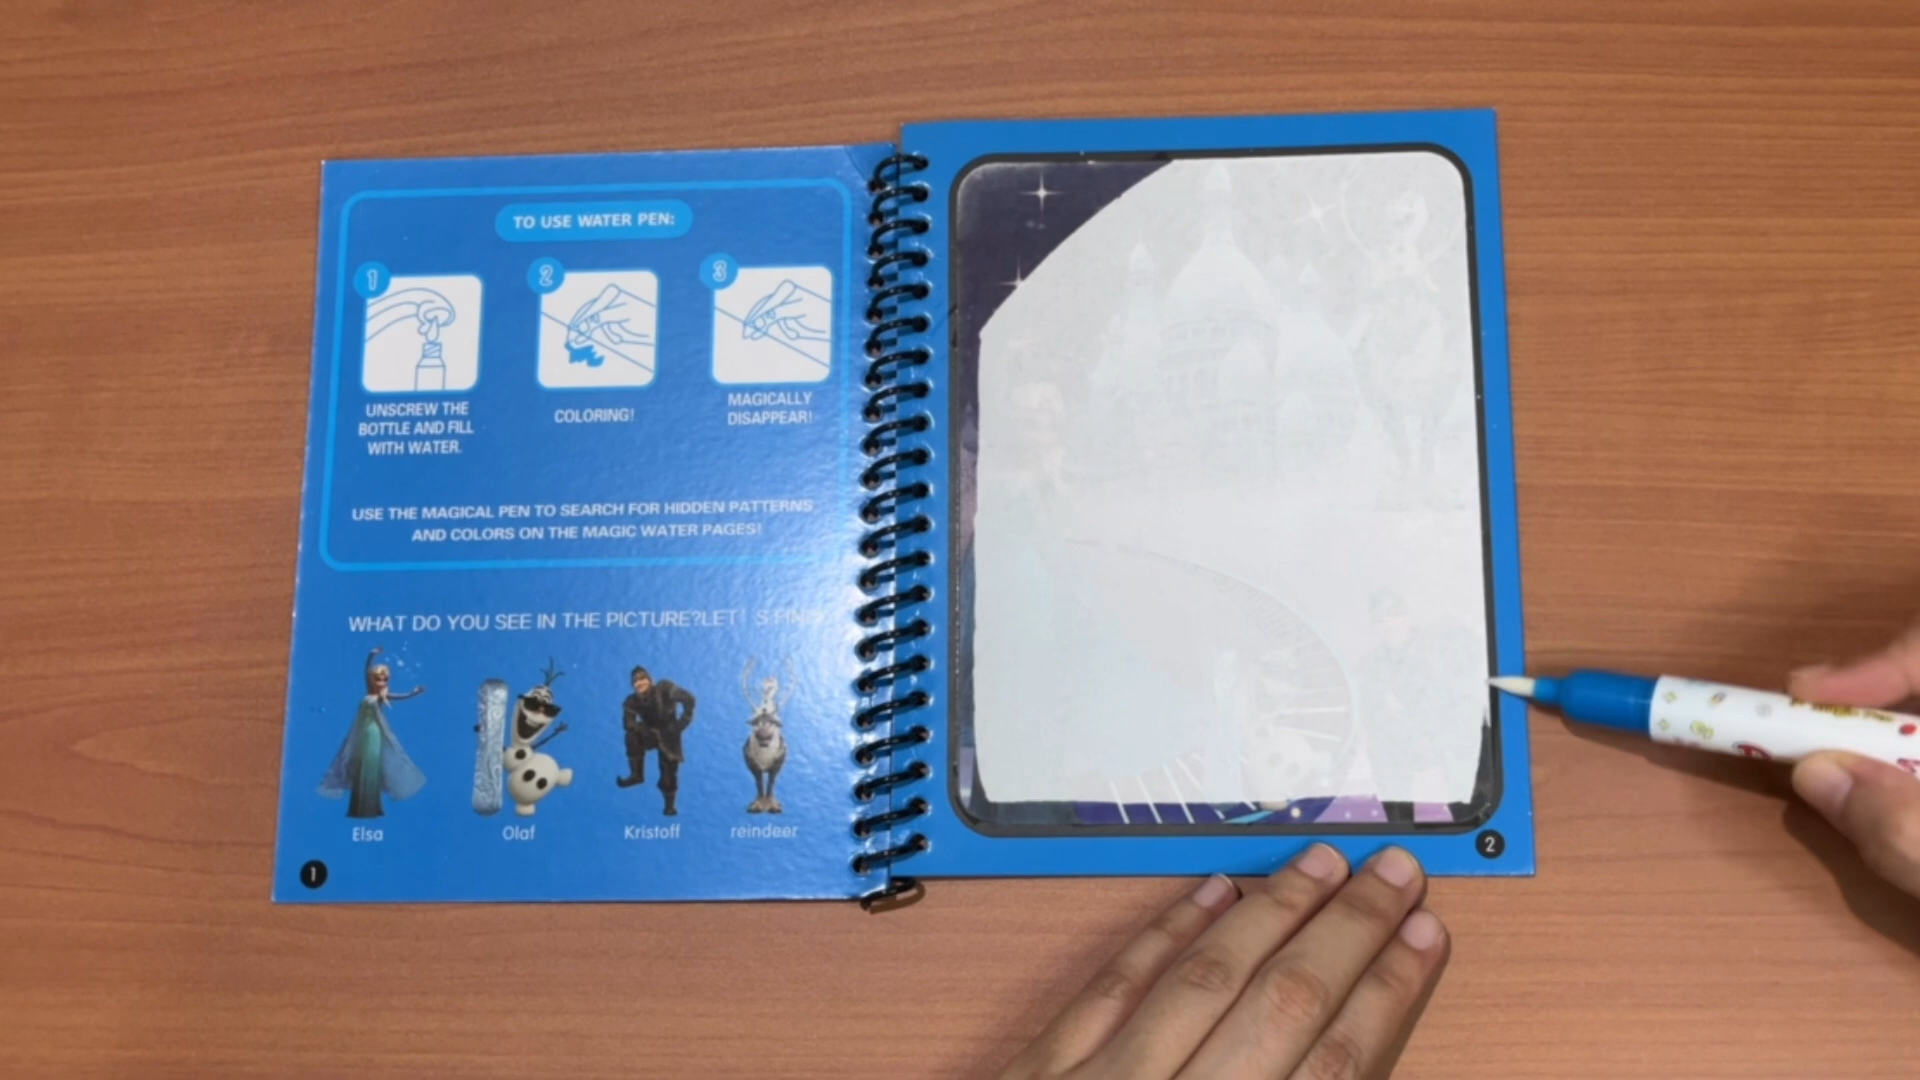 TO USE WATER PEN:
1
2
3
UNSCREW THE
BOTTLE AND FILL
WITH WATER.
COLORING!
MAGICALLY
DISAPPEAR!
USE THE MAGICAL PEN TO SEARCH FOR HIDDEN PATTERNS
AND COLORS ON THE MAGIC WATER PAGES!
WHAT DO YOU SEE IN THE PICTURE?LET' S FIND
Elsa
Olaf
Kristoff
reindeer
1
2